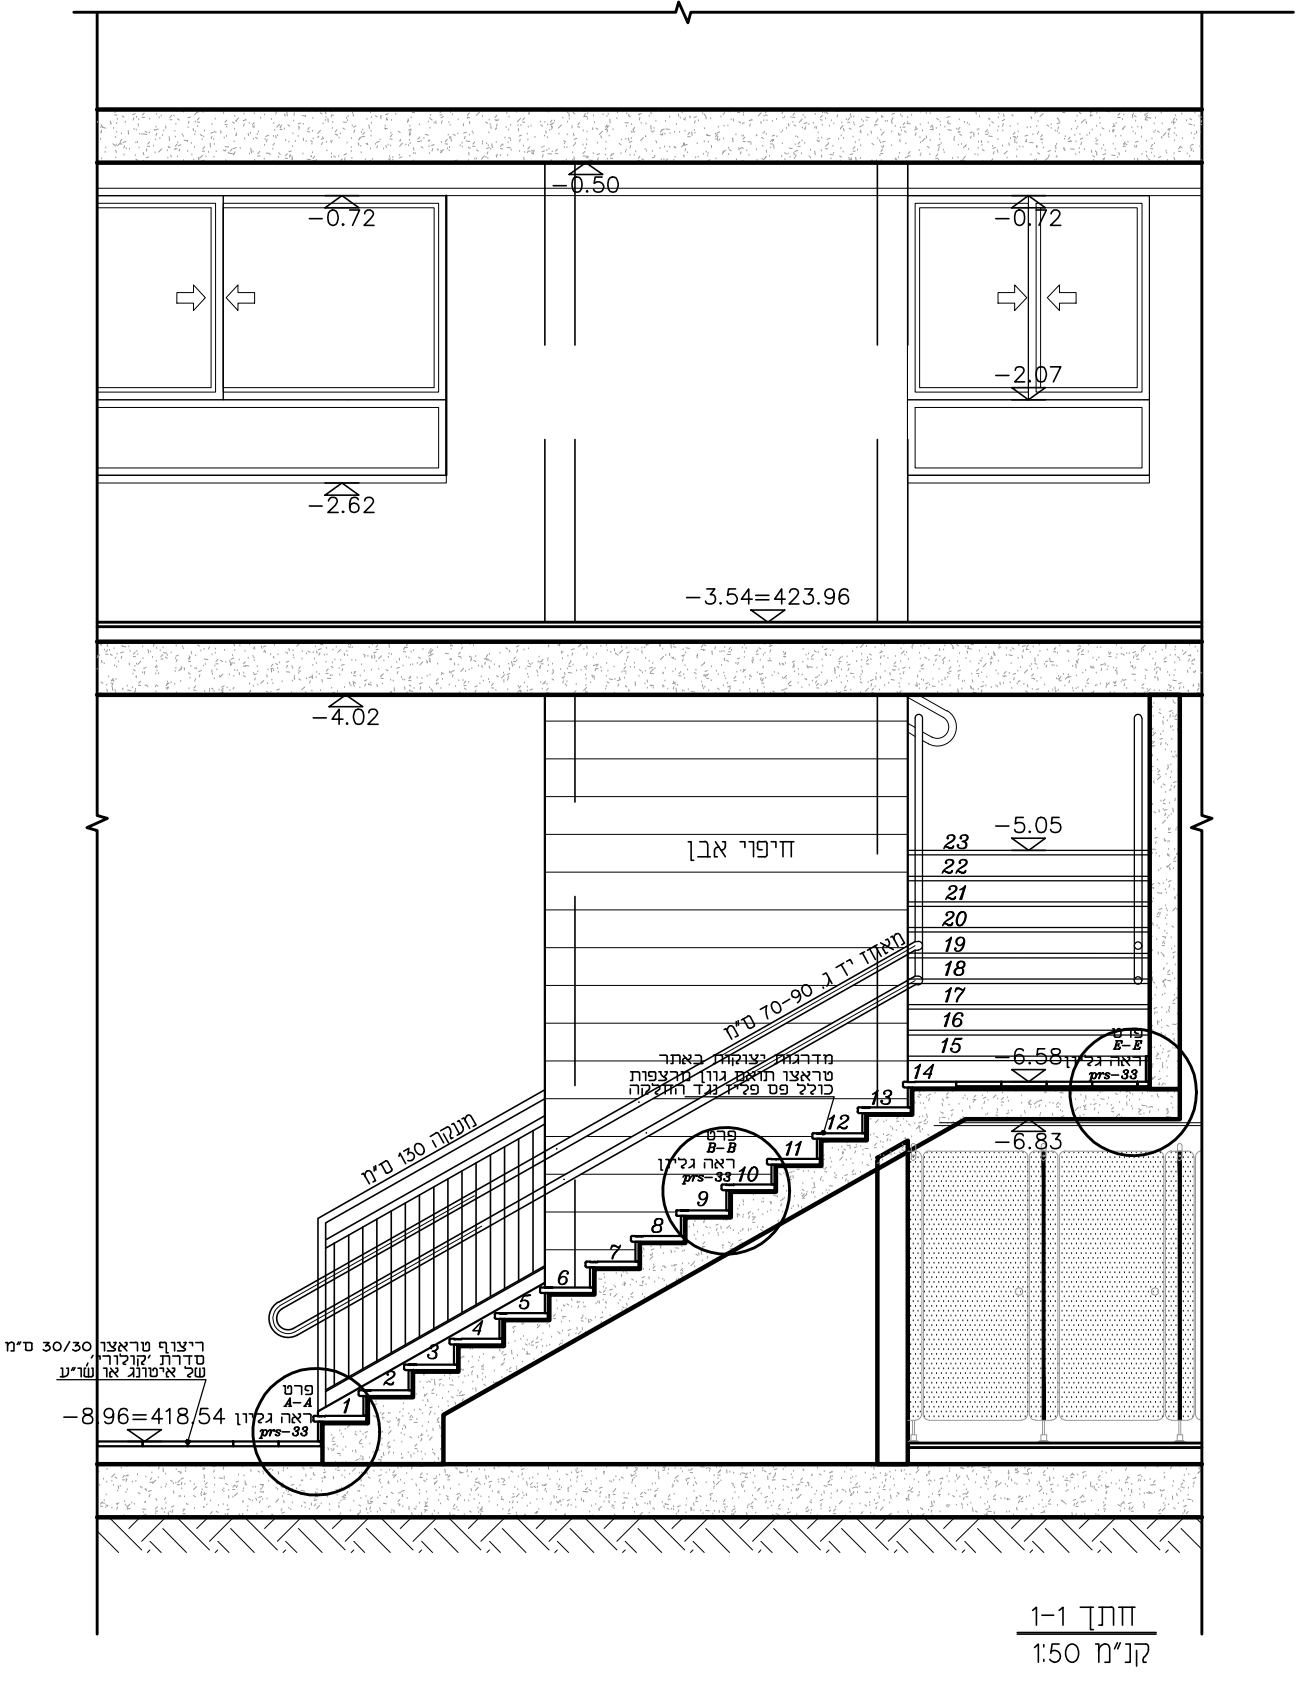 -0.50
-0.72
-0.72
-2.07
-2.62
-3.54=423.96
-4.02
-5.05
חיפוי אבן
23
22
21
20
19
18
17
16
15
14
מאחז יד ג. 70-90 ס"מ
פרט
E-E
ראה גליון
prs-33
-6.58
-6.83
מדרגות יצוקות באתר
טראצו תואם גוון מרצפות
כולל פס פליז נגד החלקה
13
12
11
10
9
8
7
6
5
4
3
2
1
פרט
B-B
ראה גליון
prs-33
מעקה 130 ס"מ
ריצוף טראצו 30/30 ס"מ
סדרת 'קולורי',
של איטונג או שו"ע
פרט
A-A
ראה גליון
prs-33
-8.96=418.54
חתך 1-1
קנ"מ 1:50